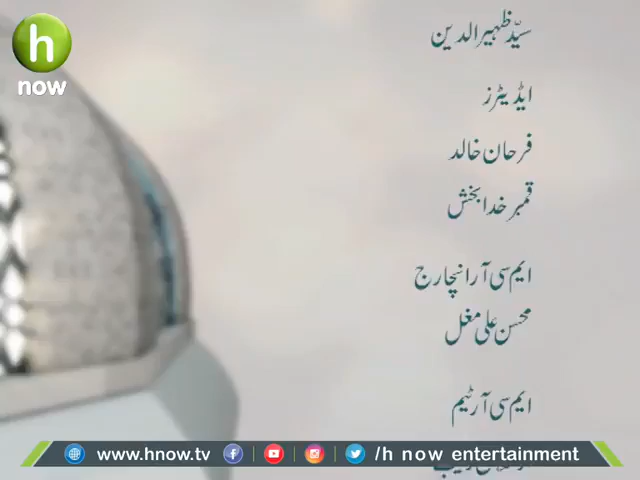 h
now
سیّد ظہیر الدین
ایڈیٹرز
فرحان خالد
قمبر خدا بخش
ایم سی آر انچارج
محسن علی مغل
ایم سی آر ٹیم
www.hnow.tv /h now entertainment